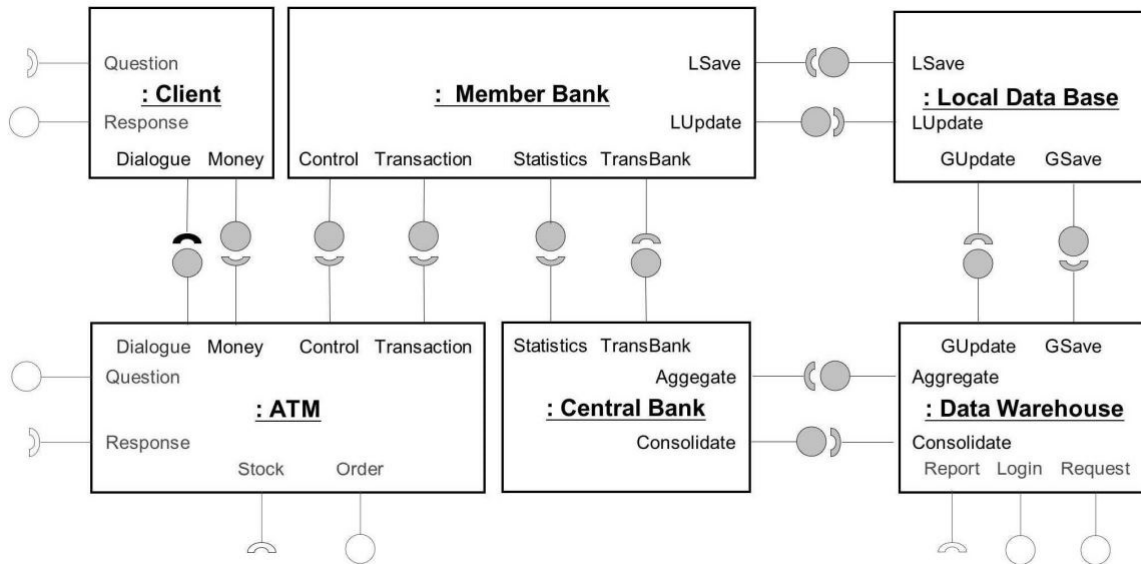 Question
: Client
Response
Dialogue Money
LSave
: Member Bank
LUpdate
Control Transaction Statistics TransBank
LSave
: Local Data Base
LUpdate
GUpdate GSave
Dialogue Money Control Transaction
Question
: ATM
Response
Stock Order
Statistics TransBank
Aggegate
: Central Bank
Consolidate
GUpdate GSave
Aggregate
: Data Warehouse
Consolidate
Report Login Request